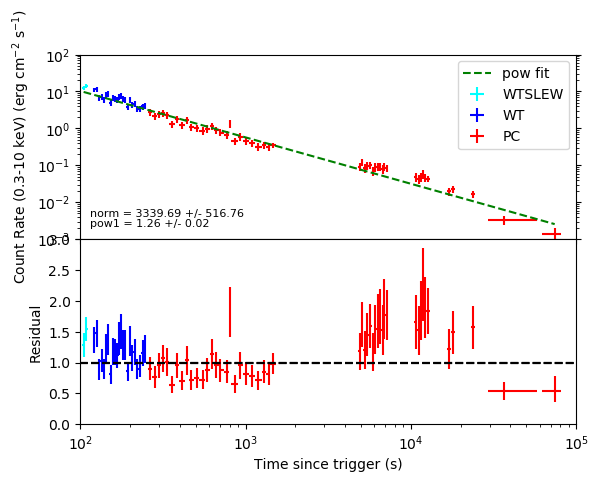 Count Rate (0.3-10 keV) (erg cm⁻² s⁻¹)
10²
10¹
10⁰
10⁻¹
10⁻²
10⁻³
pow fit
WTSLEW
WT
PC
norm = 3339.69 +/- 516.76
pow1 = 1.26 +/- 0.02
Residual
3.0
2.5
2.0
1.5
1.0
0.5
0.0
10² 10³ 10⁴ 10⁵
Time since trigger (s)